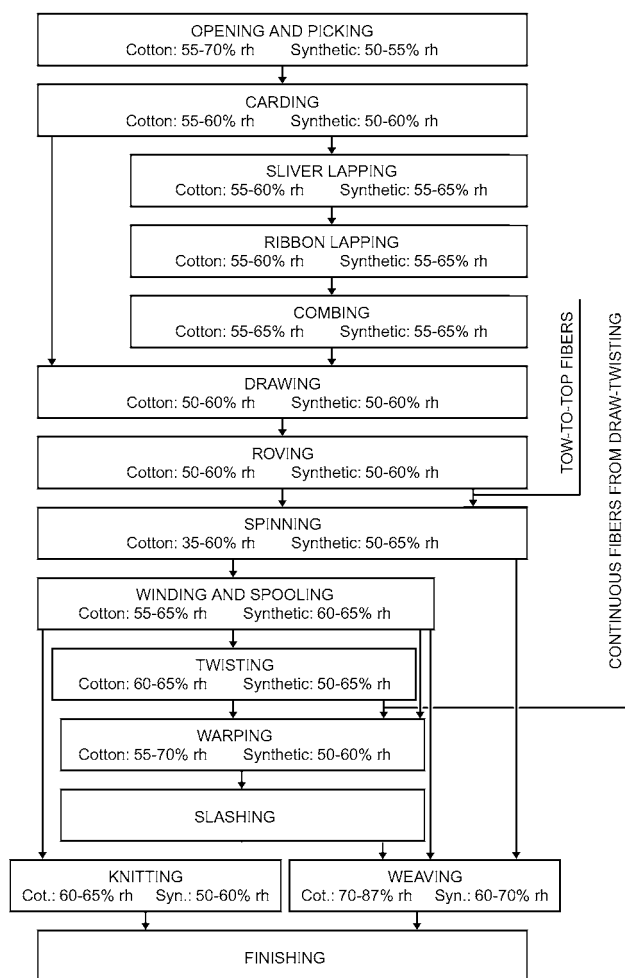 OPENING AND PICKING
Cotton: 55-70% rh Synthetic: 50-55% rh
CARDING
Cotton: 55-60% rh Synthetic: 50-60% rh
SLIVER LAPPING
Cotton: 55-60% rh Synthetic: 55-65% rh
RIBBON LAPPING
Cotton: 55-60% rh Synthetic: 55-65% rh
COMBING
Cotton: 55-65% rh Synthetic: 55-65% rh
DRAWING
Cotton: 50-60% rh Synthetic: 50-60% rh
ROVING
Cotton: 50-60% rh Synthetic: 50-60% rh
TOW-TO-TOP FIBERS
CONTINUOUS FIBERS FROM DRAW-TWISTING
SPINNING
Cotton: 35-60% rh Synthetic: 50-65% rh
WINDING AND SPOOLING
Cotton: 55-65% rh Synthetic: 60-65% rh
TWISTING
Cotton: 60-65% rh Synthetic: 50-65% rh
WARPING
Cotton: 55-70% rh Synthetic: 50-60% rh
SLASHING
KNITTING
Cot.: 60-65% rh Syn.: 50-60% rh
WEAVING
Cot.: 70-87% rh Syn.: 60-70% rh
FINISHING